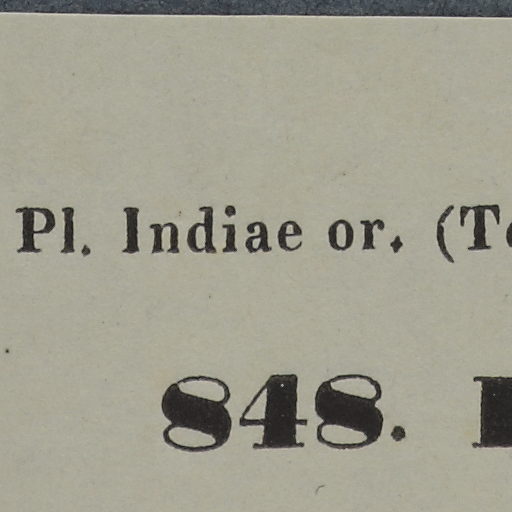 Pl. Indiae or. (T
848.